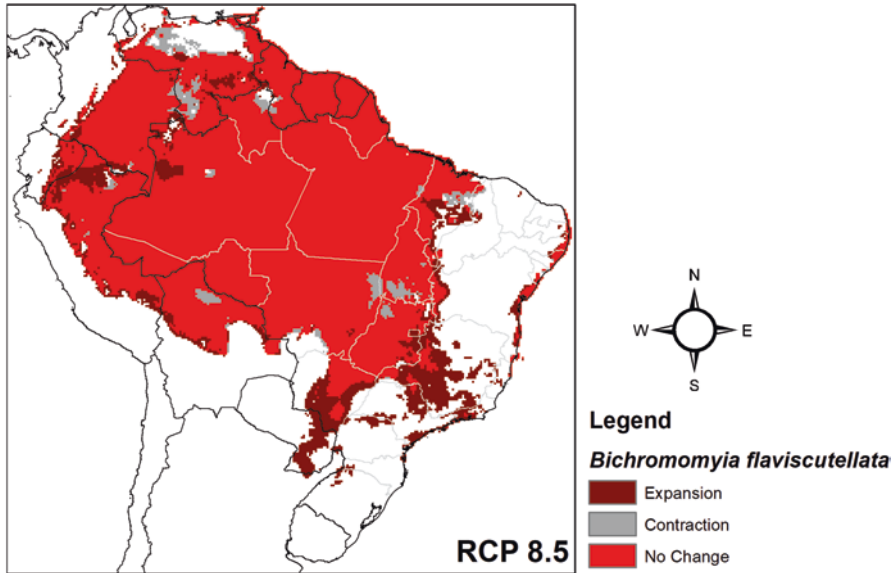 N
W E
S
Legend
Bichromomyia flaviscutellata
Expansion
Contraction
No Change
RCP 8.5